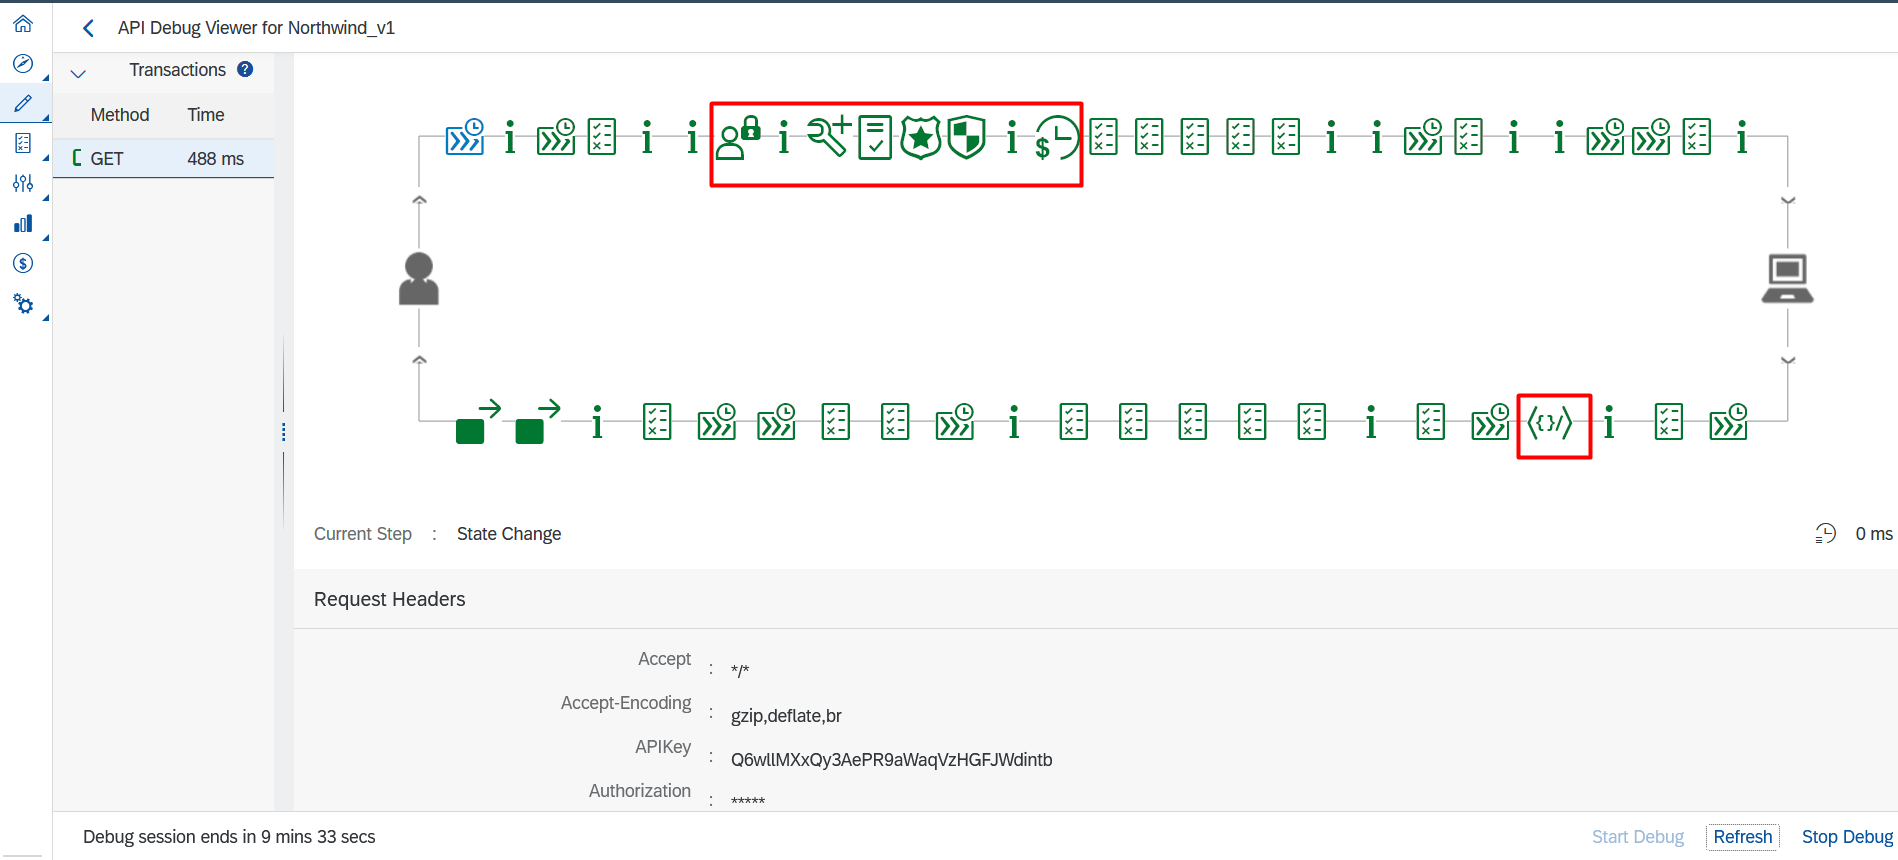 API Debug Viewer for Northwind_v1
Transactions ?
Method Time
GET 488 ms
Current Step : State Change
0 ms
Request Headers
Accept : */*
Accept-Encoding : gzip,deflate,br
APIKey : Q6wllMXxQy3AePR9aWaqVzHGFJWdintb
Authorization : *****
Debug session ends in 9 mins 33 secs
Start Debug Refresh Stop Debug